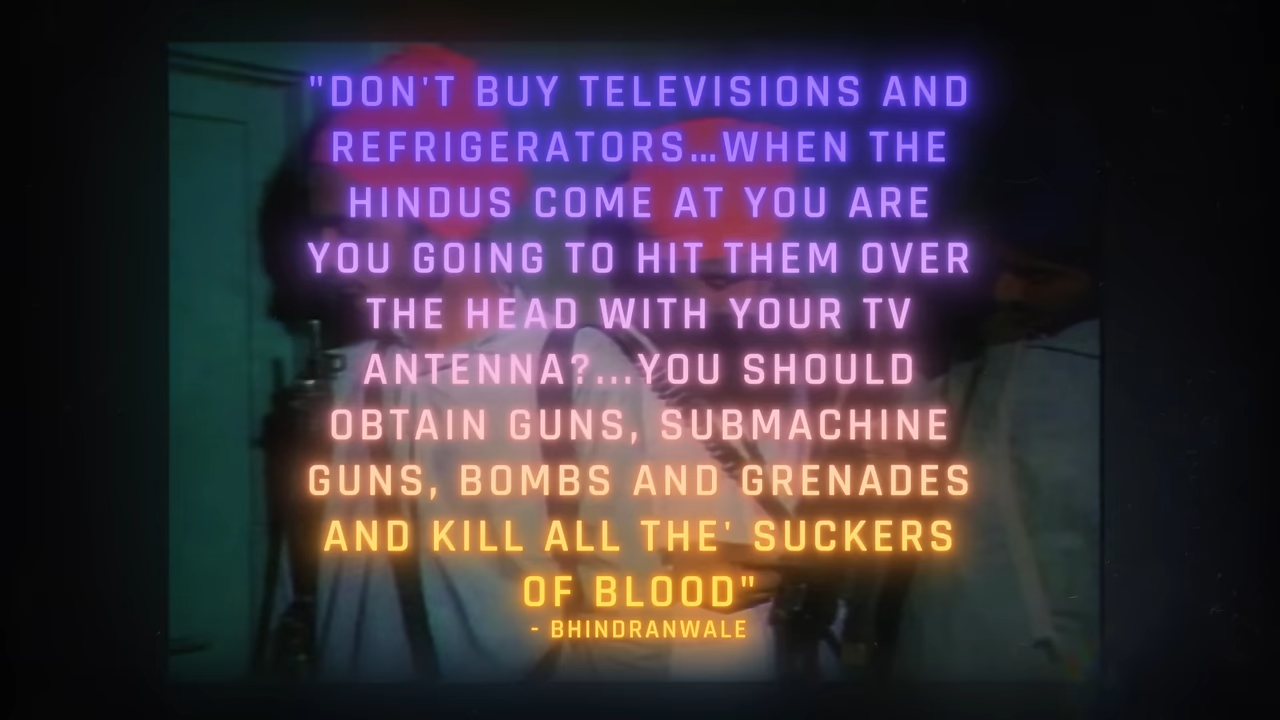 "DON'T BUY TELEVISIONS AND
REFRIGERATORS...WHEN THE
HINDUS COME AT YOU ARE
YOU GOING TO HIT THEM OVER
THE HEAD WITH YOUR TV
ANTENNA?...YOU SHOULD
OBTAIN GUNS, SUBMACHINE
GUNS, BOMBS AND GRENADES
AND KILL ALL THE' SUCKERS
OF BLOOD"
- BHINDRANWALE